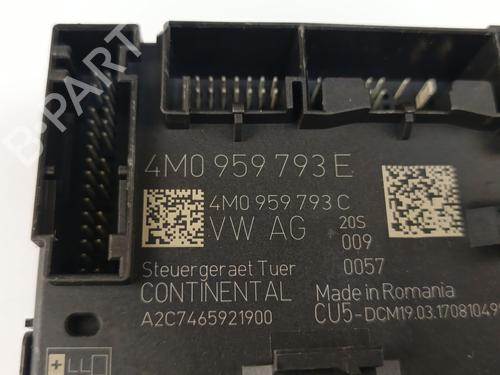 B-PART
4M0 959 793 E
4M0 959 793 C
VW AG
20S
009
0057
Steuergeraet Tuer
CONTINENTAL
A2C7465921900
Made in Romania
CU5-DCM19.03.17081049
LL